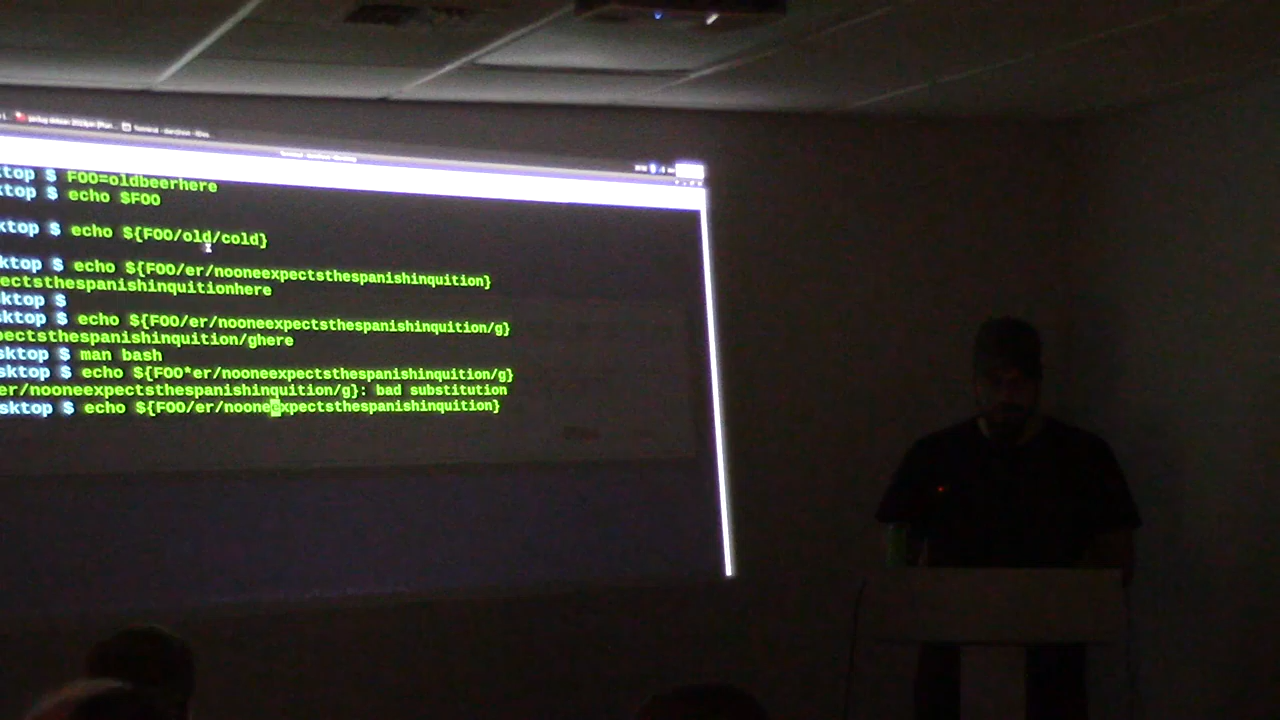 ktop $ FOO=oldbeerhere
ktop $ echo $FOO
ktop $ echo ${FOO/old/cold}
ktop $ echo ${FOO/er/nooneexpectsthespanishinquition}
ectsthespanishinquitionhere
ktop $
sktop $ echo ${FOO/er/nooneexpectsthespanishinquition/g}
pectsthespanishinquition/ghere
sktop $ man bash
sktop $ echo ${FOO*er/nooneexpectsthespanishinquition/g}
er/nooneexpectsthespanishinquition/g}: bad substitution
sktop $ echo ${FOO/er/nooneexpectsthespanishinquition}